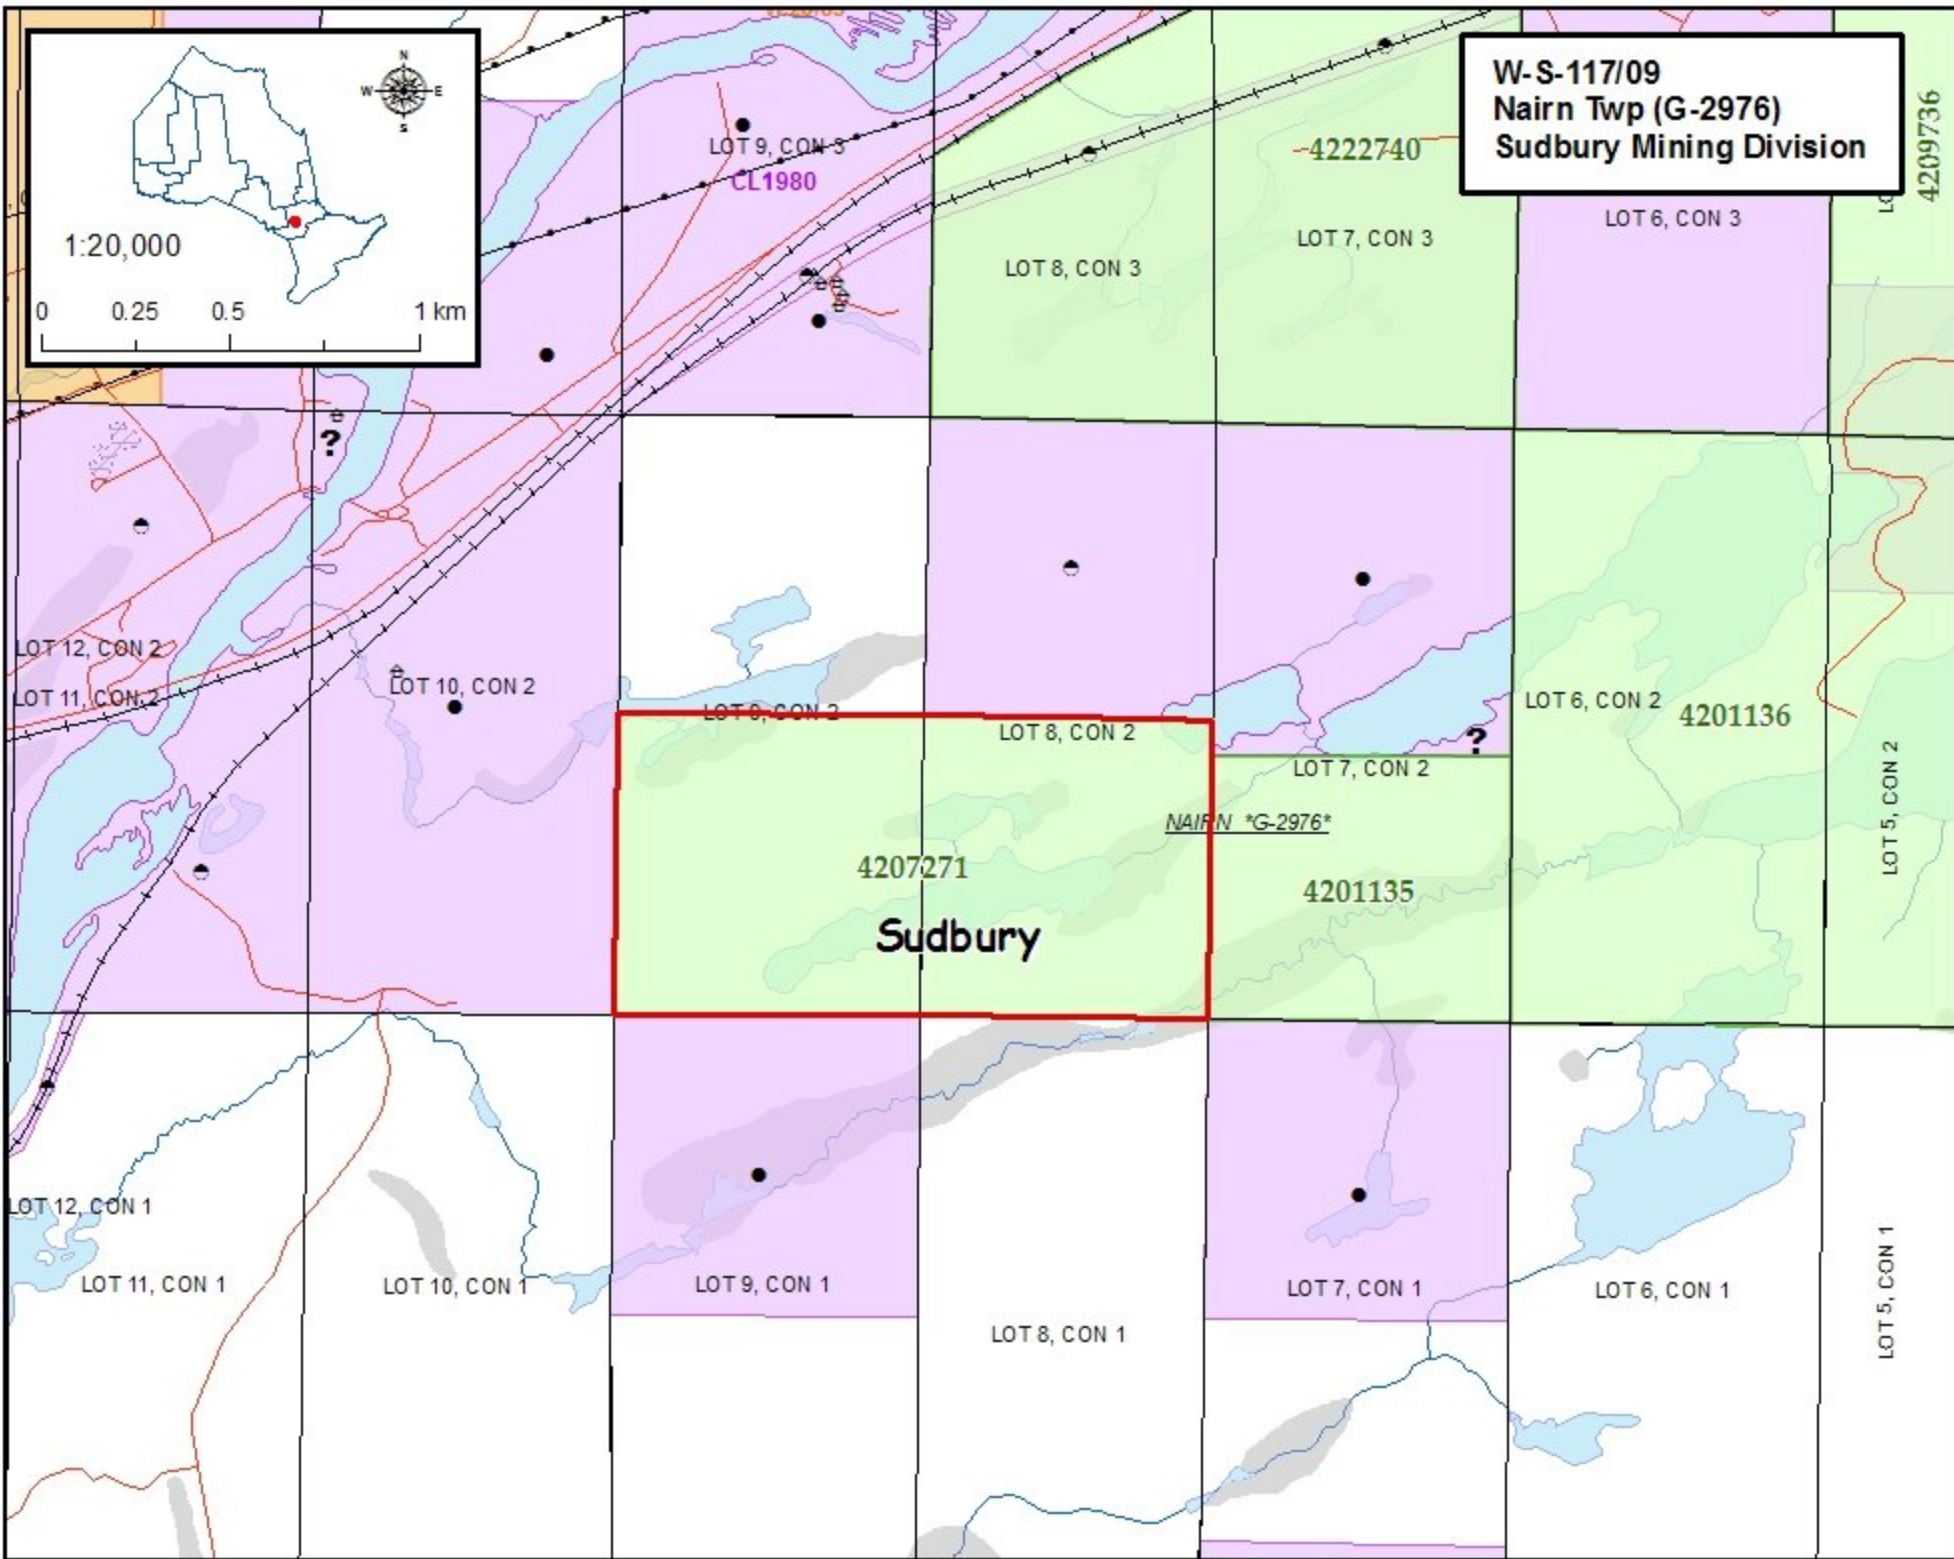 N
W E
S
1:20,000
0 0.25 0.5 1 km
W-S-117/09
Nairn Twp (G-2976)
Sudbury Mining Division
4209736
LOT 9, CON 3
CL1980
4222740
LOT 8, CON 3
LOT 7, CON 3
LOT 6, CON 3
?
LOT 12, CON 2
LOT 11, CON 2
LOT 10, CON 2
LOT 9, CON 2
LOT 8, CON 2
LOT 7, CON 2
?
LOT 6, CON 2
4201136
LOT 5, CON 2
NAIRN *G-2976*
4207271
4201135
Sudbury
LOT 12, CON 1
LOT 11, CON 1
LOT 10, CON 1
LOT 9, CON 1
LOT 8, CON 1
LOT 7, CON 1
LOT 6, CON 1
LOT 5, CON 1